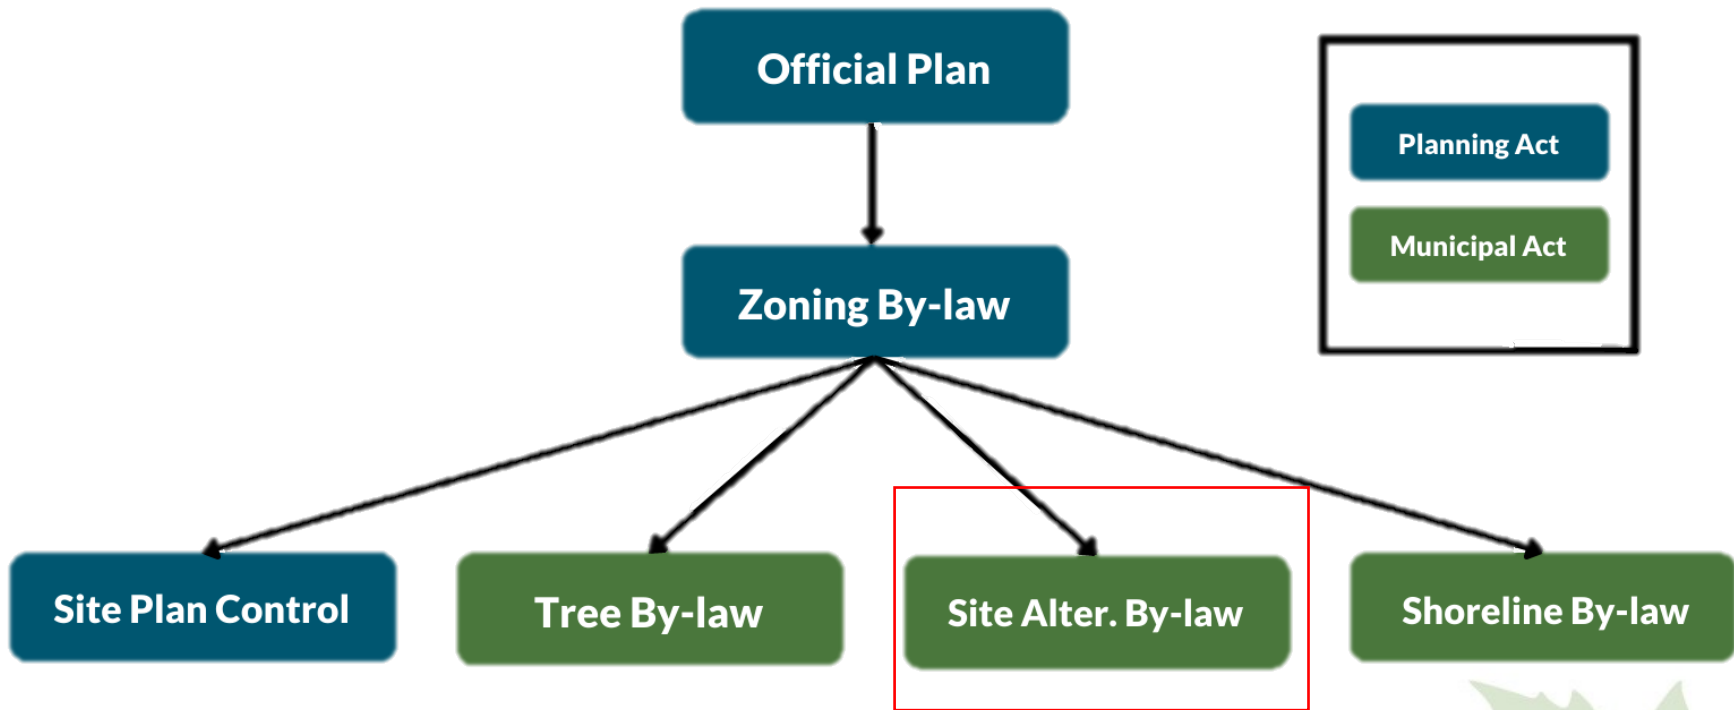 Official Plan
Planning Act
Municipal Act
Zoning By-law
Site Plan Control
Tree By-law
Site Alter. By-law
Shoreline By-law